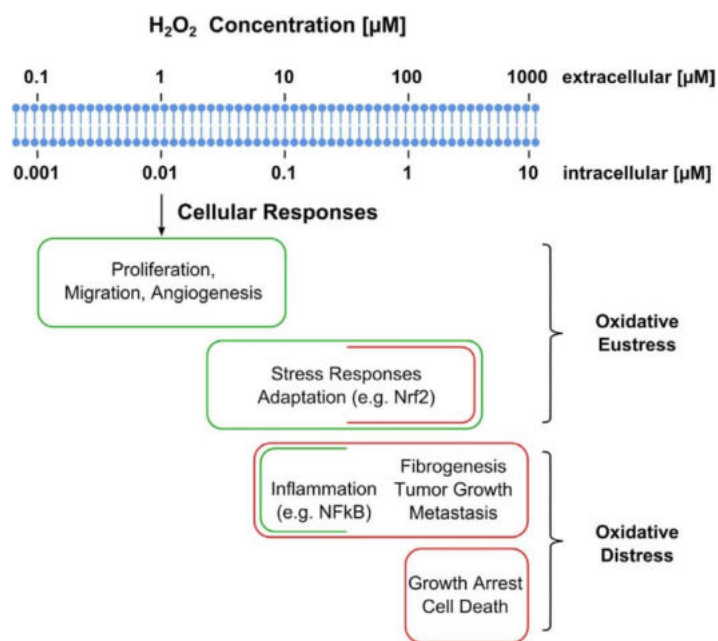 H₂O₂ Concentration [µM]
0.1 1 10 100 1000 extracellular [µM]
0.001 0.01 0.1 1 10 intracellular [µM]
Cellular Responses
Proliferation,
Migration, Angiogenesis
Oxidative
Eustress
Stress Responses
Adaptation (e.g. Nrf2)
Inflammation
(e.g. NFkB)
Fibrogenesis
Tumor Growth
Metastasis
Oxidative
Distress
Growth Arrest
Cell Death